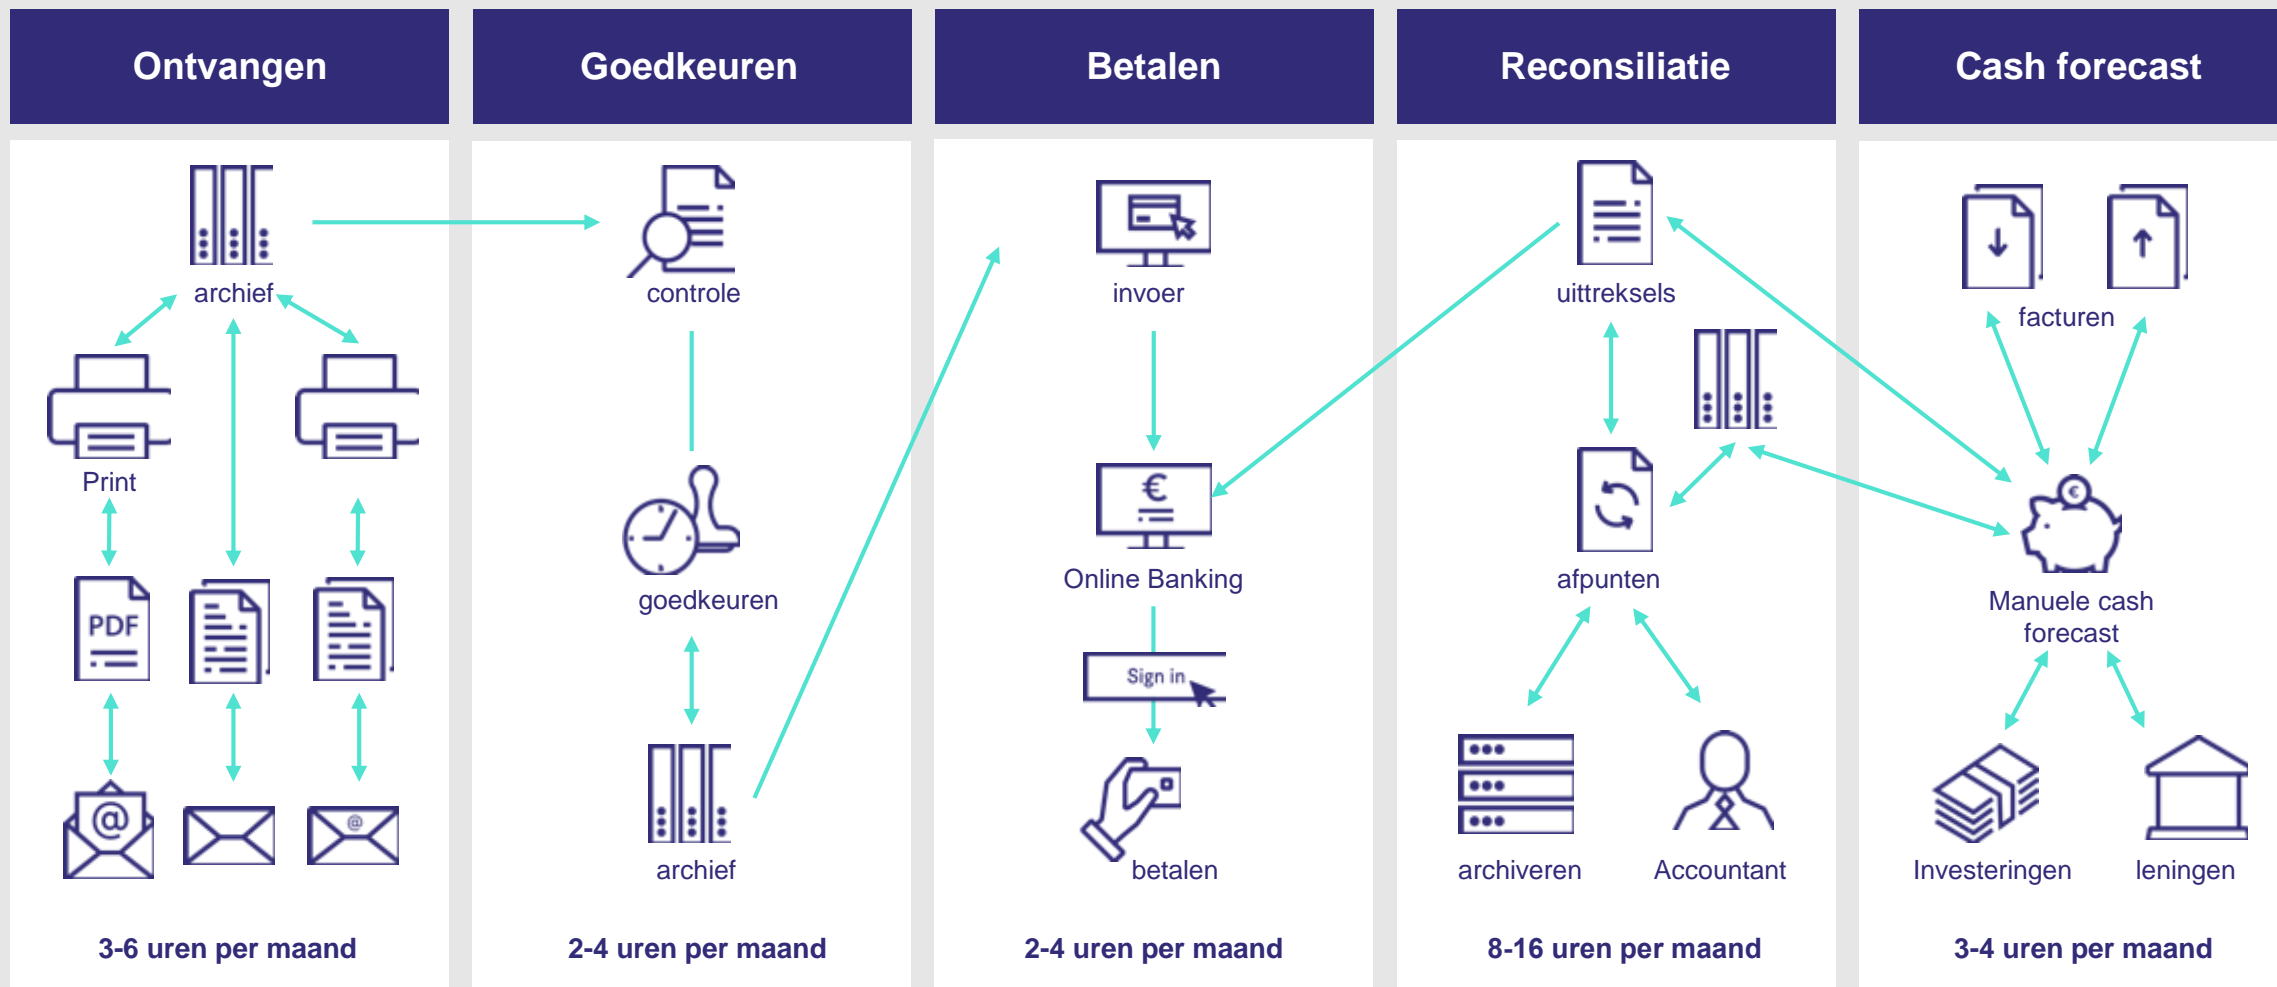 Ontvangen
Goedkeuren
Betalen
Reconsiliatie
Cash forecast
archief
Print
PDF
@
@
3-6 uren per maand
controle
goedkeuren
archief
2-4 uren per maand
invoer
€
Online Banking
Sign in
betalen
2-4 uren per maand
uittreksels
afpunten
archiveren
Accountant
8-16 uren per maand
facturen
€
Manuele cash
forecast
Investeringen
leningen
3-4 uren per maand